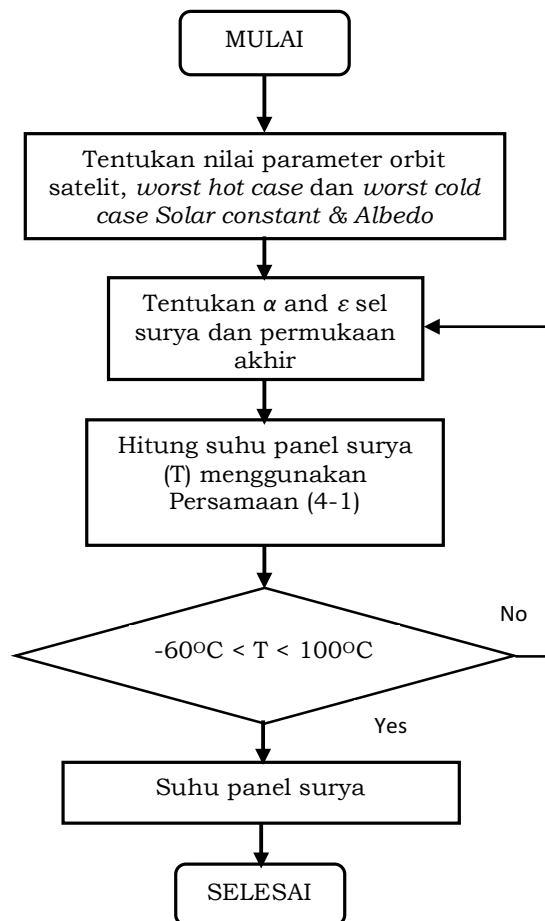 MULAI
Tentukan nilai parameter orbit
satelit, worst hot case dan worst cold
case Solar constant & Albedo
Tentukan α and ε sel
surya dan permukaan
akhir
Hitung suhu panel surya
(T) menggunakan
Persamaan (4-1)
-60ᴼC < T < 100ᴼC
No
Yes
Suhu panel surya
SELESAI